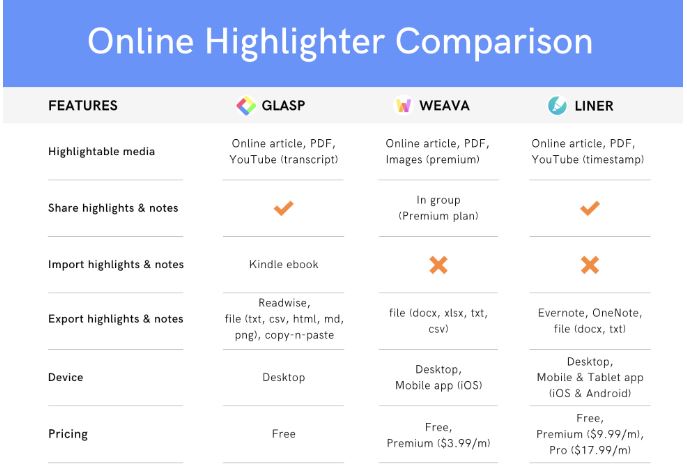 Online Highlighter Comparison
FEATURES GLASP WEAVA LINER
Highlightable media
Online article, PDF,
YouTube (transcript)
Online article, PDF,
Images (premium)
Online article, PDF,
YouTube (timestamp)
Share highlights & notes
In group
(Premium plan)
Import highlights & notes
Kindle ebook
Export highlights & notes
Readwise,
file (txt, csv, html, md,
png), copy-n-paste
file (docx, xlsx, txt,
csv)
Evernote, OneNote,
file (docx, txt)
Device
Desktop
Desktop,
Mobile app (iOS)
Desktop,
Mobile & Tablet app
(iOS & Android)
Pricing
Free
Free,
Premium ($3.99/m)
Free,
Premium ($9.99/m),
Pro ($17.99/m)